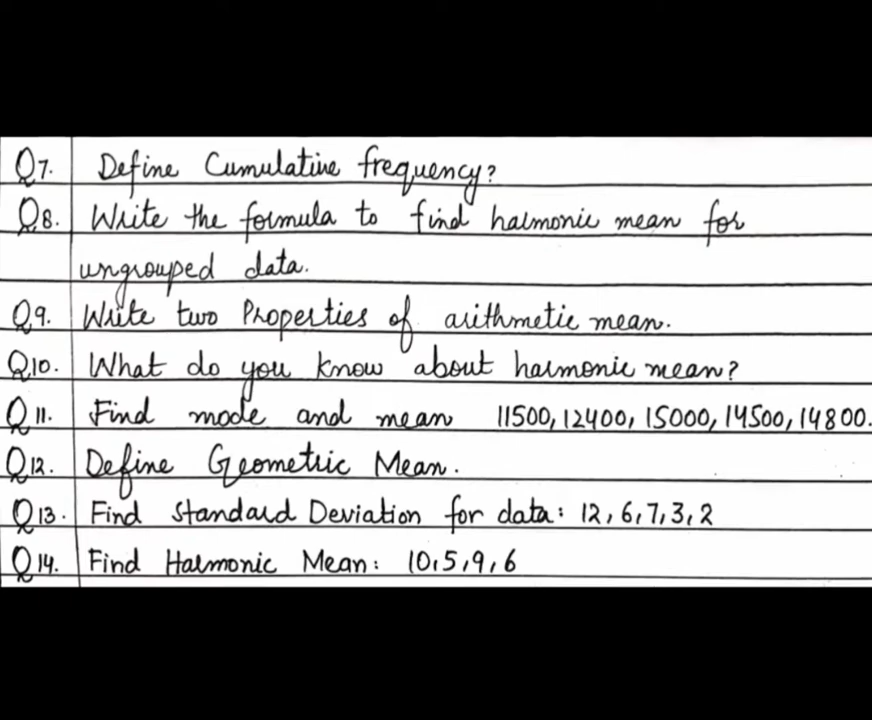 Q7. Define Cumulative frequency?
Q8. Write the formula to find harmonic mean for
ungrouped data.
Q9. Write two Properties of arithmetic mean.
Q10. What do you know about harmonic mean?
Q11. Find mode and mean 11500, 12400, 15000, 14500, 14800.
Q12. Define Geometric Mean.
Q13. Find Standard Deviation for data: 12, 6, 7, 3, 2
Q14. Find Harmonic Mean: 10, 5, 9, 6